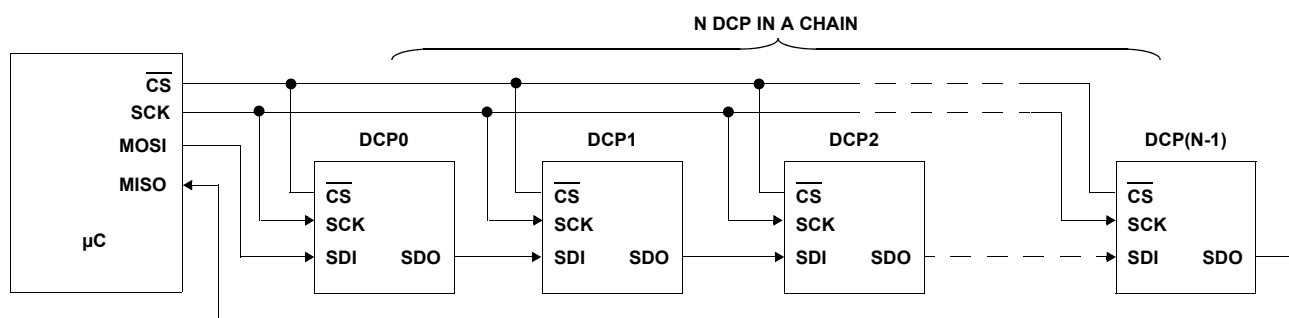 N DCP IN A CHAIN
CS
SCK
MOSI
MISO
µC
DCP0
CS
SCK
SDI SDO
DCP1
CS
SCK
SDI SDO
DCP2
CS
SCK
SDI SDO
DCP(N-1)
CS
SCK
SDI SDO